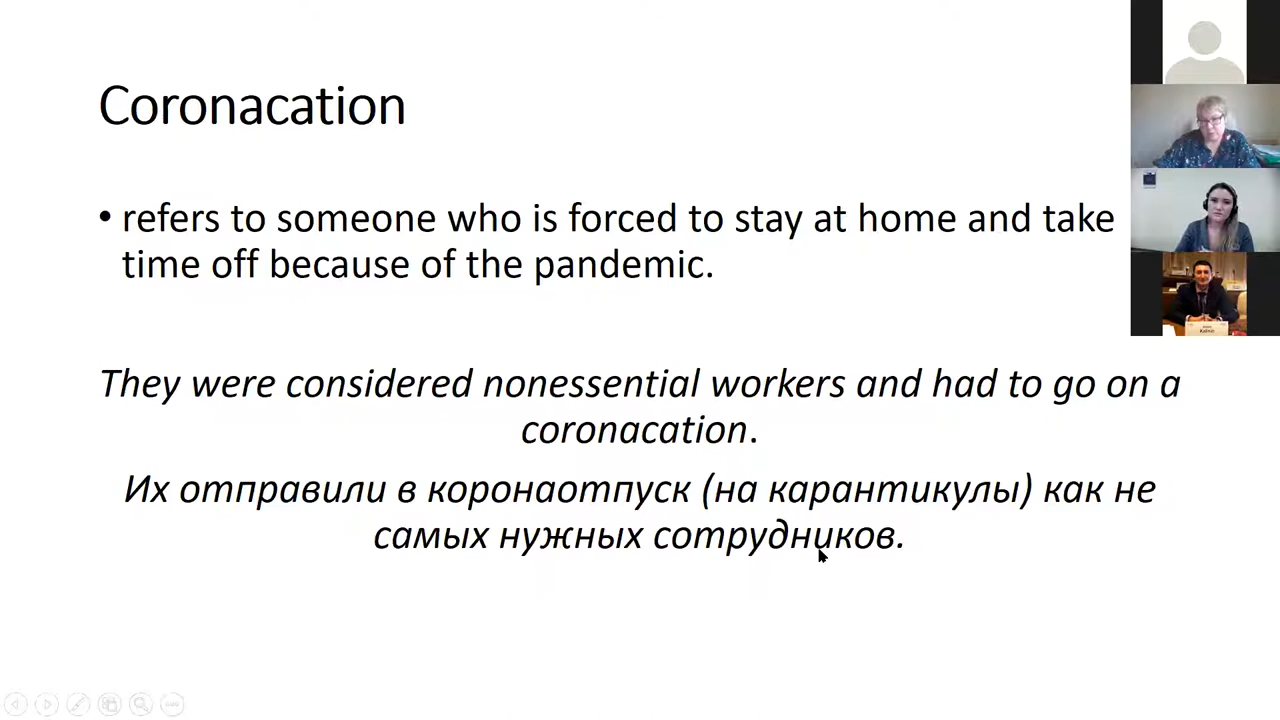 Coronacation
• refers to someone who is forced to stay at home and take
time off because of the pandemic.
They were considered nonessential workers and had to go on a
coronacation.
Их отправили в коронаотпуск (на карантикулы) как не
самых нужных сотрудников.